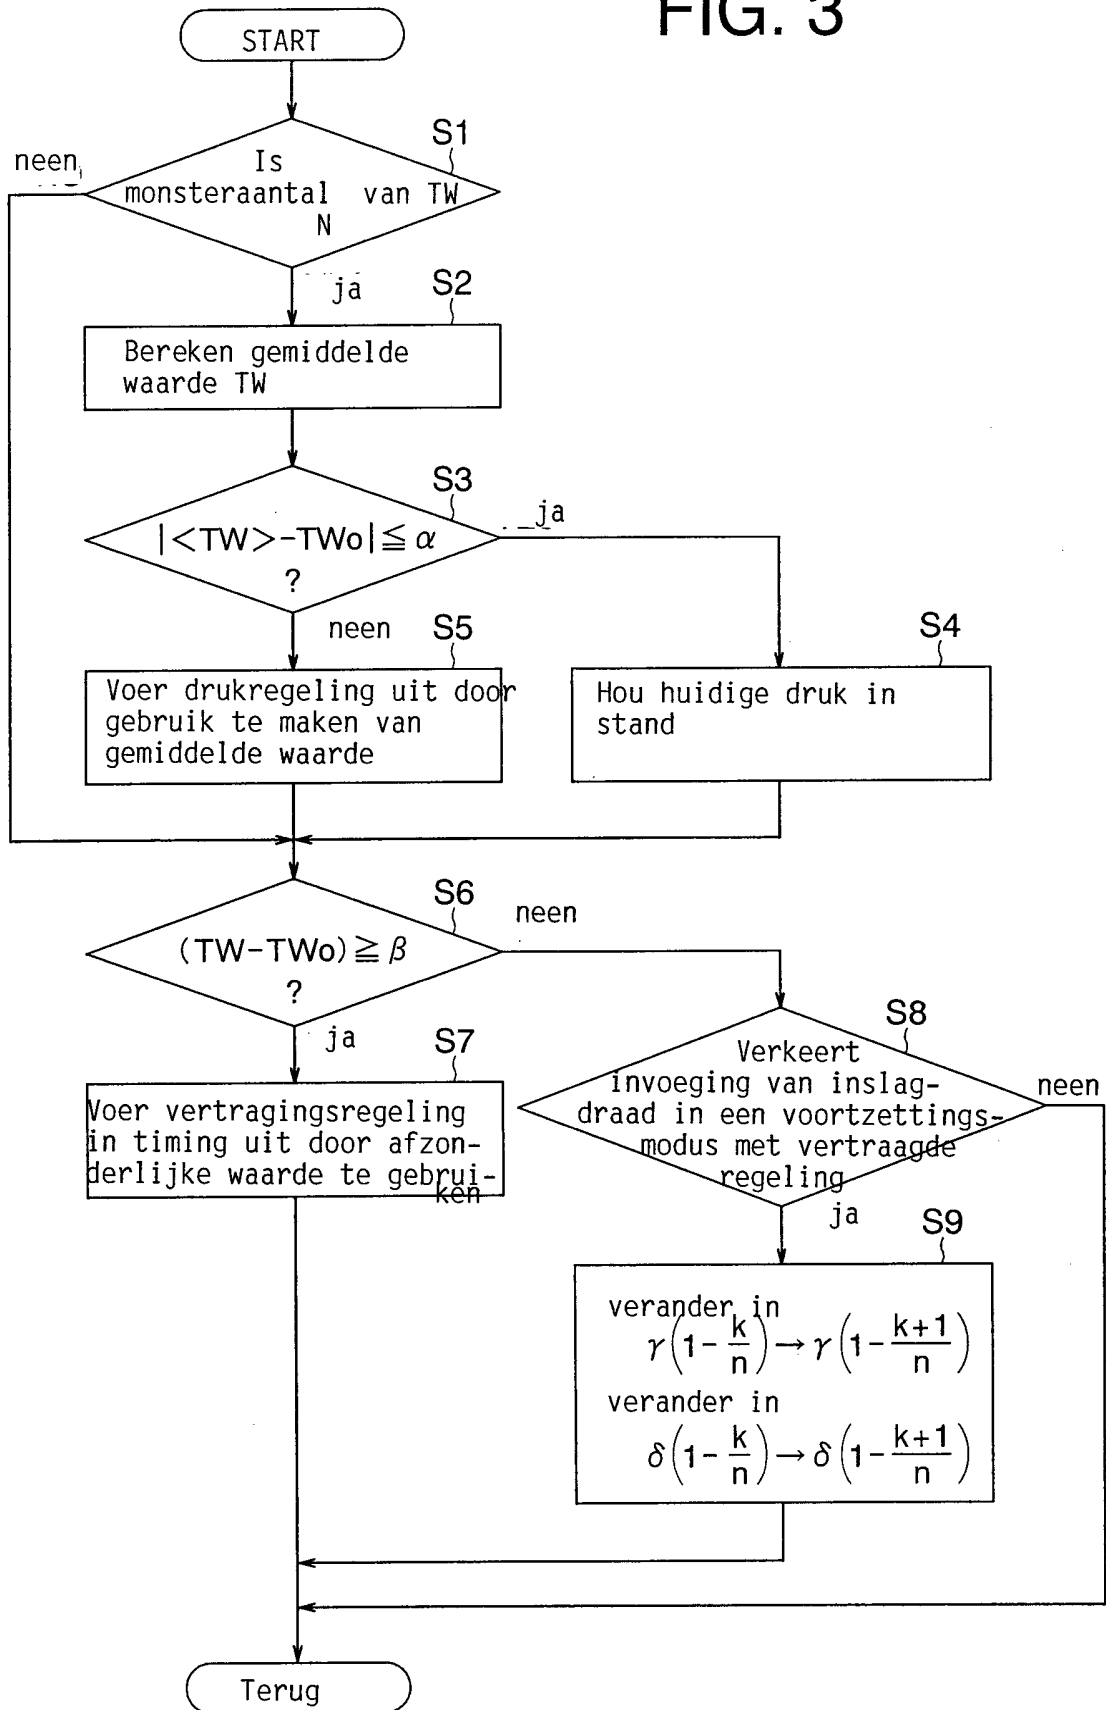 FIG. 3
START
S1
neen
Is
monsteraantal van TW
N
ja
S2
Bereken gemiddelde
waarde TW
S3
|<TW>-TWo|≦α
?
ja
neen
S5
S4
Voer drukregeling uit door
gebruik te maken van
gemiddelde waarde
Hou huidige druk in
stand
S6
neen
(TW-TWo)≧β
?
ja
S7
S8
Voer vertragingsregeling
in timing uit door afzon-
derlijke waarde te gebrui-
ken
Verkeert
invoeging van inslag-
draad in een voortzettings-
modus met vertraagde
regeling
neen
ja
S9
verander in
γ(1-k/n)→γ(1-k+1/n)
verander in
δ(1-k/n)→δ(1-k+1/n)
Terug